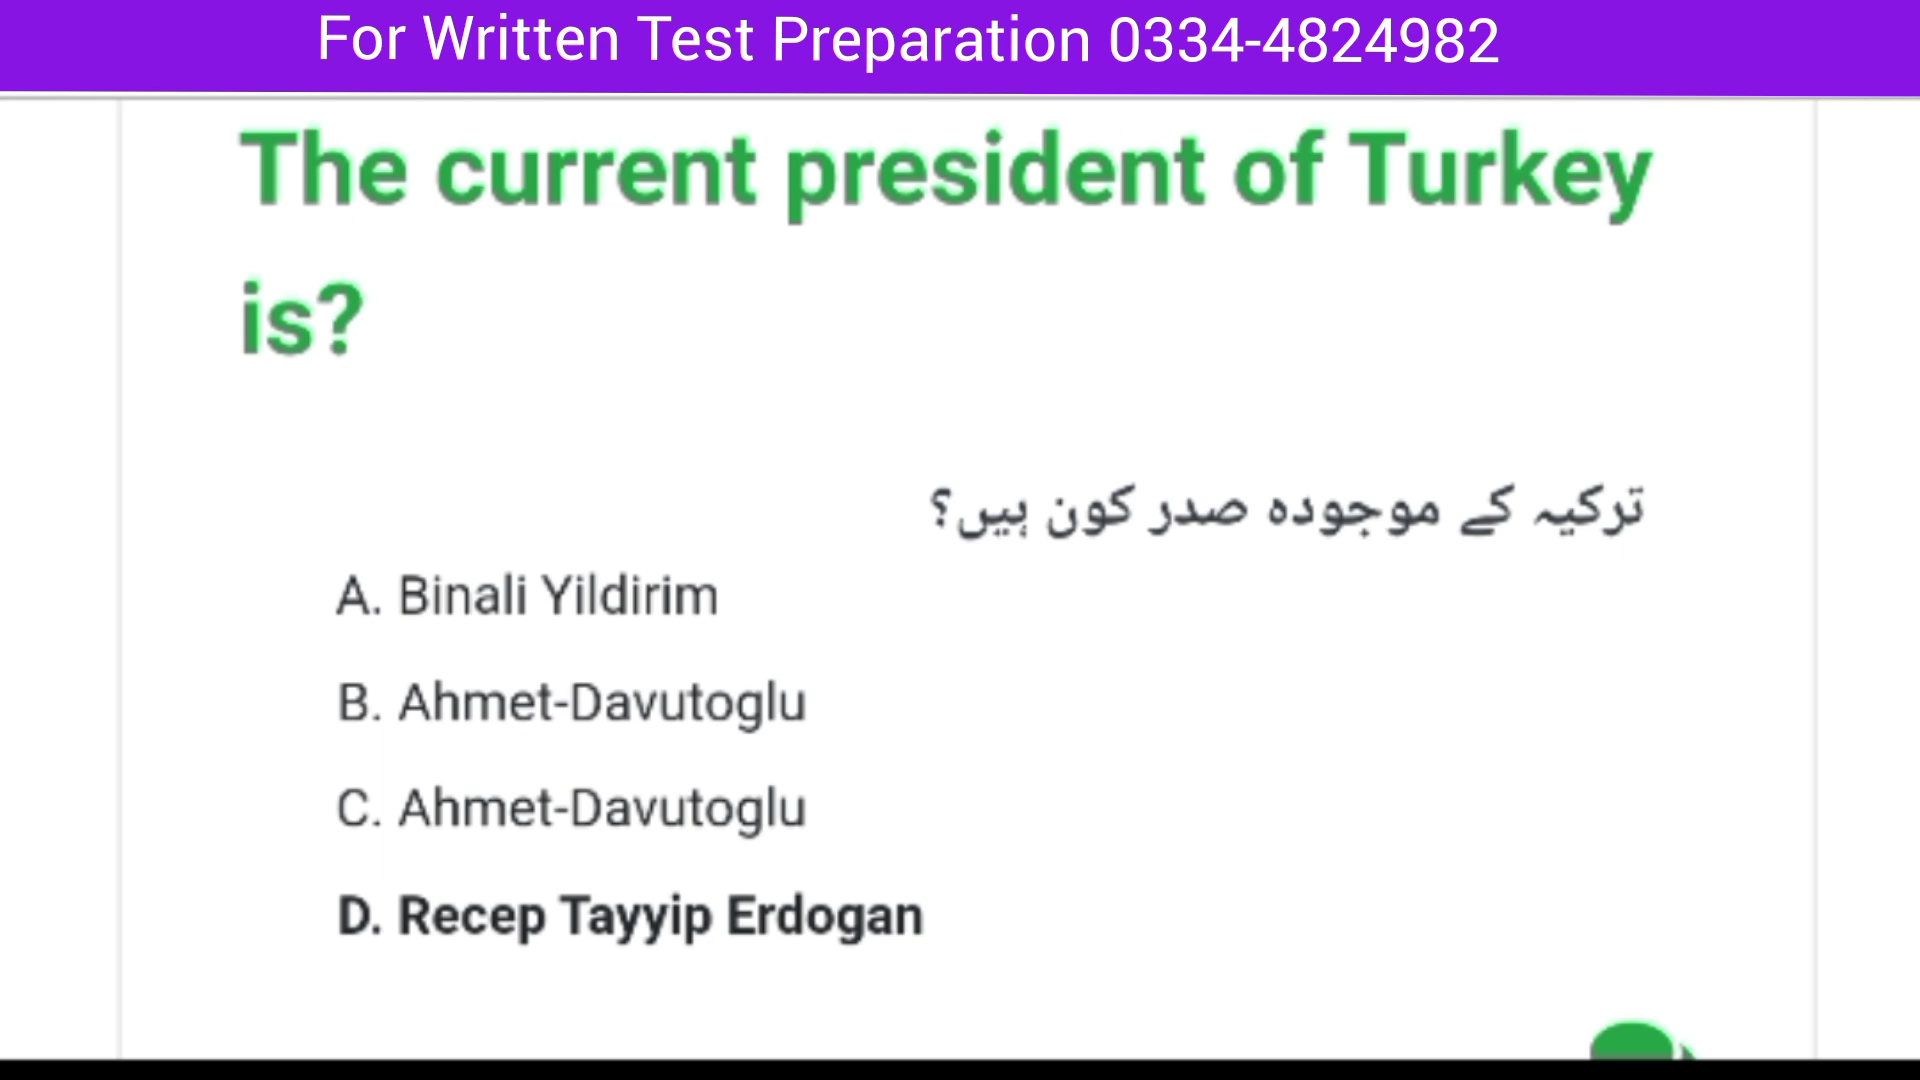 For Written Test Preparation 0334-4824982
The current president of Turkey
is?
ترکیہ کے موجودہ صدر کون ہیں؟
A. Binali Yildirim
B. Ahmet-Davutoglu
C. Ahmet-Davutoglu
D. Recep Tayyip Erdogan